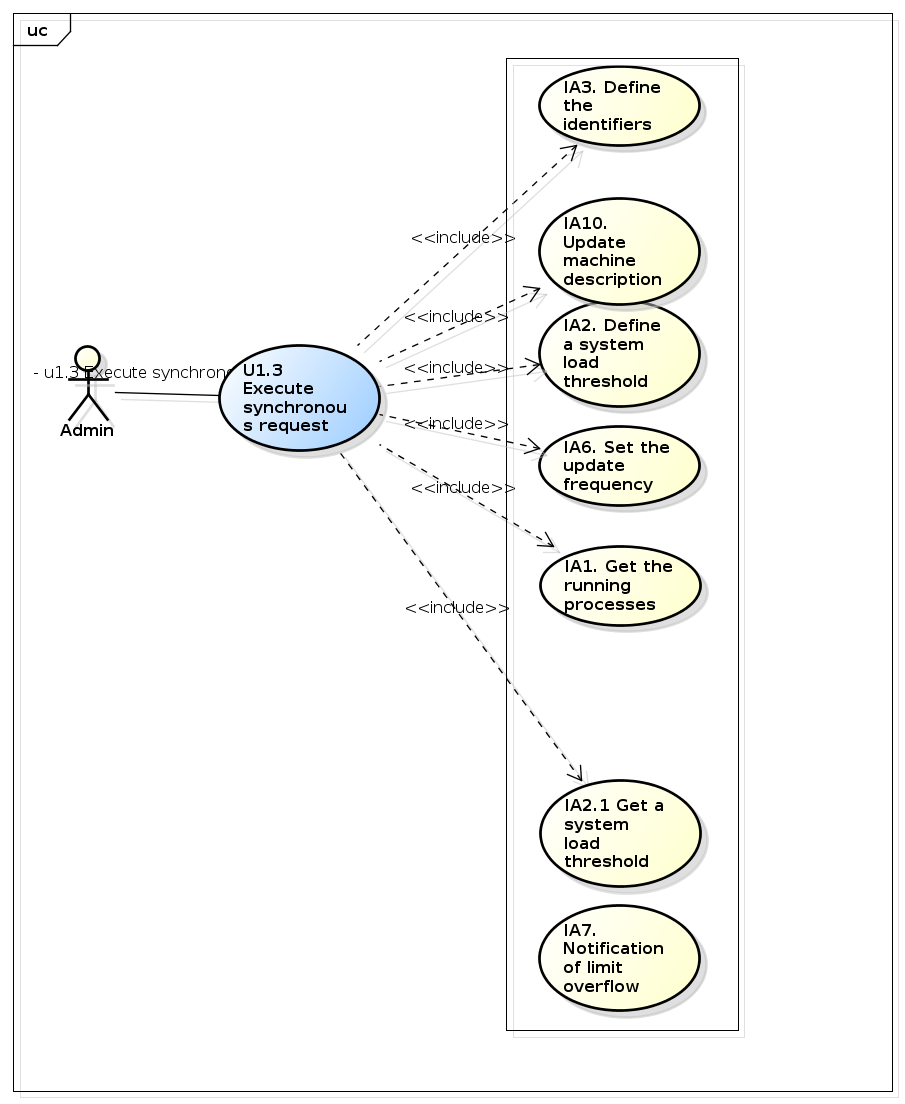 uc
IA3. Define
the
identifiers
<<include>>
IA10.
Update
machine
description
<<include>>
IA2. Define
a system
load
threshold
<<include>>
- u1.3 Execute synchrono
Admin
U1.3
Execute
synchronou
s request
<<include>>
IA6. Set the
update
frequency
<<include>>
IA1. Get the
running
processes
<<include>>
IA2.1 Get a
system
load
threshold
IA7.
Notification
of limit
overflow